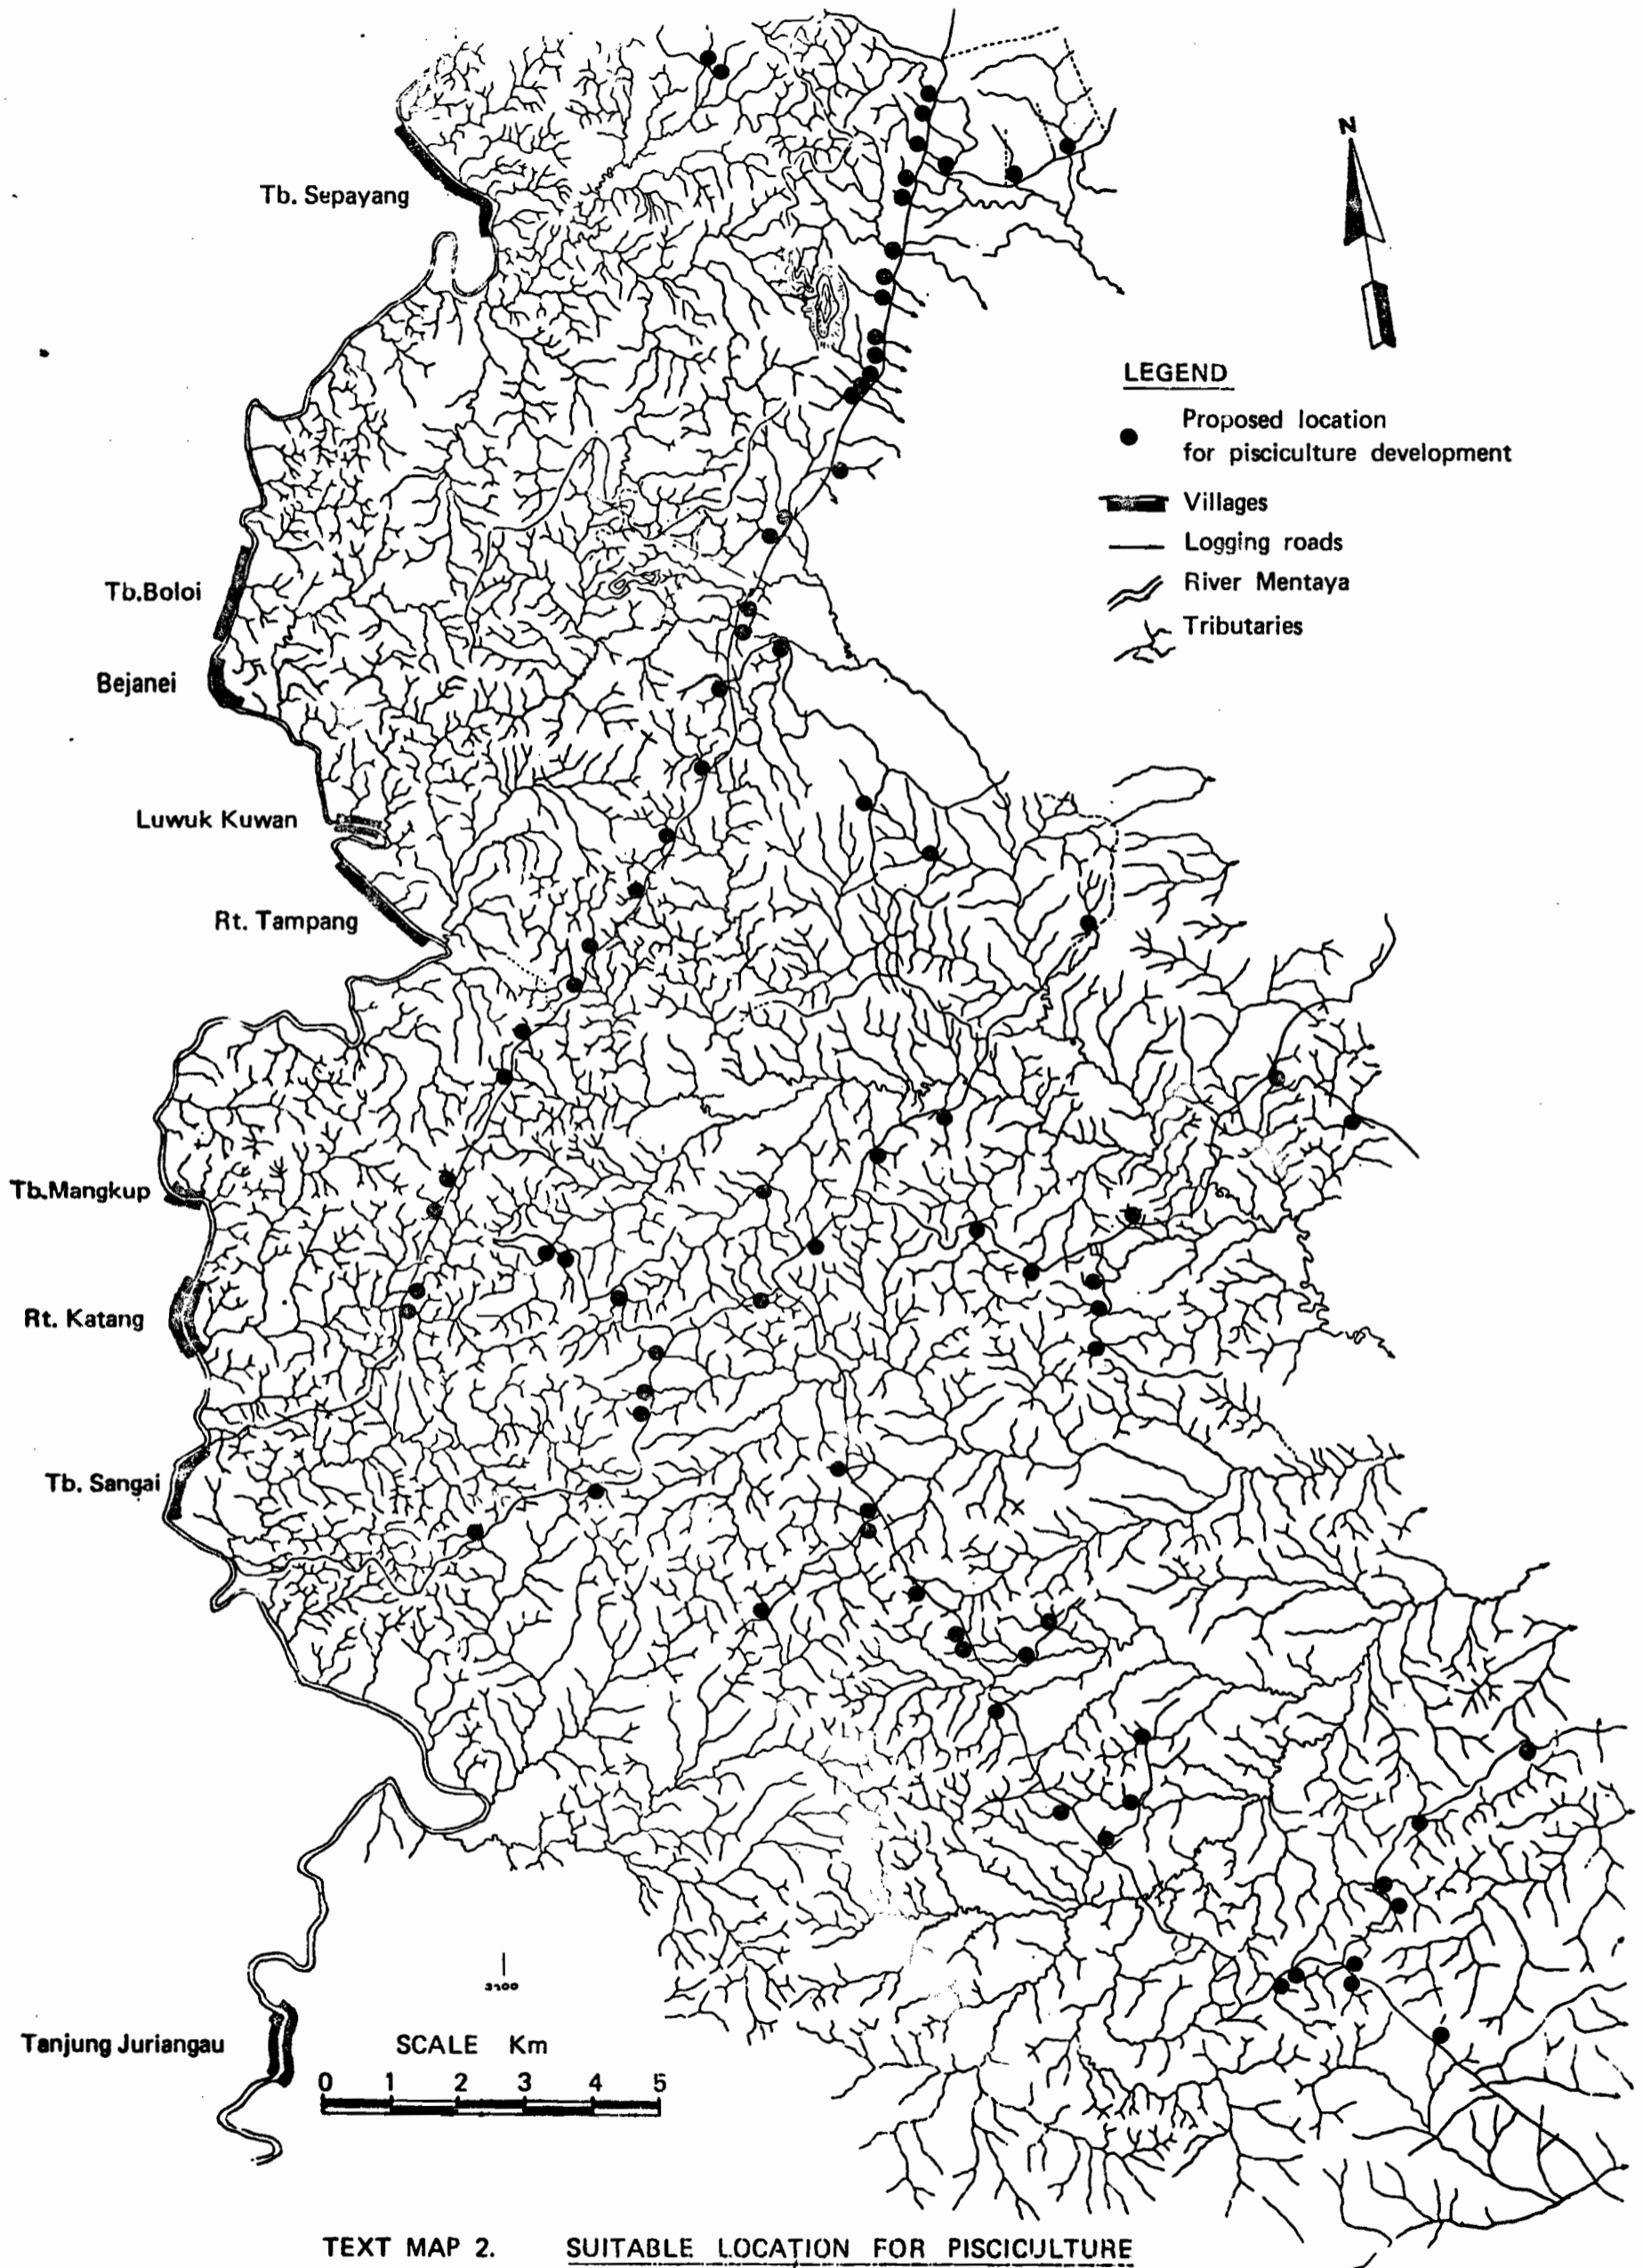 N
Tb. Sepayang
LEGEND
Proposed location
for pisciculture development
Villages
Logging roads
River Mentaya
Tributaries
Tb.Boloi
Bejanei
Luwuk Kuwan
Rt. Tampang
Tb.Mangkup
Rt. Katang
Tb. Sangai
Tanjung Juriangau
SCALE Km
0 1 2 3 4 5
TEXT MAP 2. SUITABLE LOCATION FOR PISCICULTURE